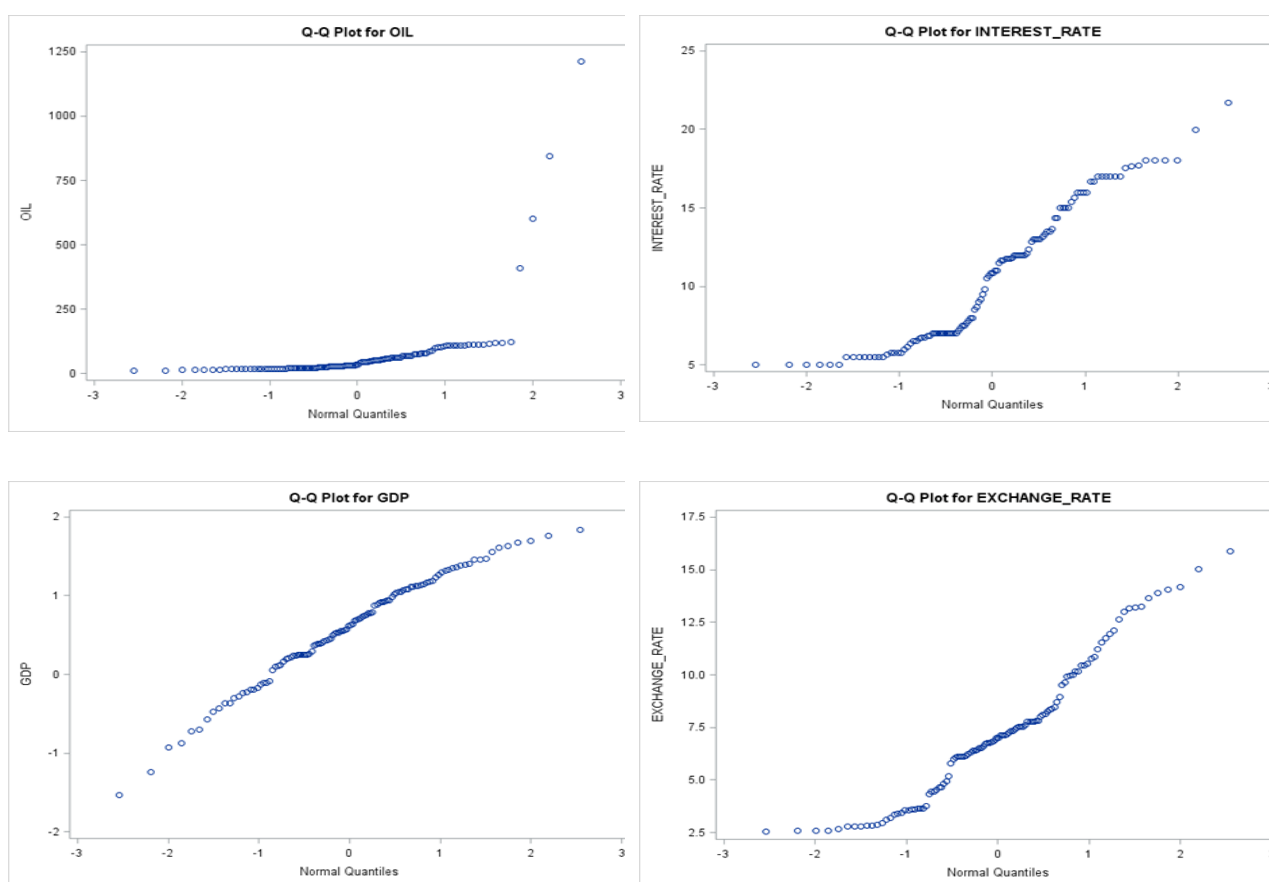 Q-Q Plot for OIL
1250
1000
750
500
250
0
OIL
-3 -2 -1 0 1 2 3
Normal Quantiles
Q-Q Plot for INTEREST_RATE
25
20
15
10
5
INTEREST_RATE
-3 -2 -1 0 1 2 3
Normal Quantiles
Q-Q Plot for GDP
2
1
0
-1
-2
GDP
-3 -2 -1 0 1 2 3
Normal Quantiles
Q-Q Plot for EXCHANGE_RATE
17.5
15.0
12.5
10.0
7.5
5.0
2.5
EXCHANGE_RATE
-3 -2 -1 0 1 2 3
Normal Quantiles